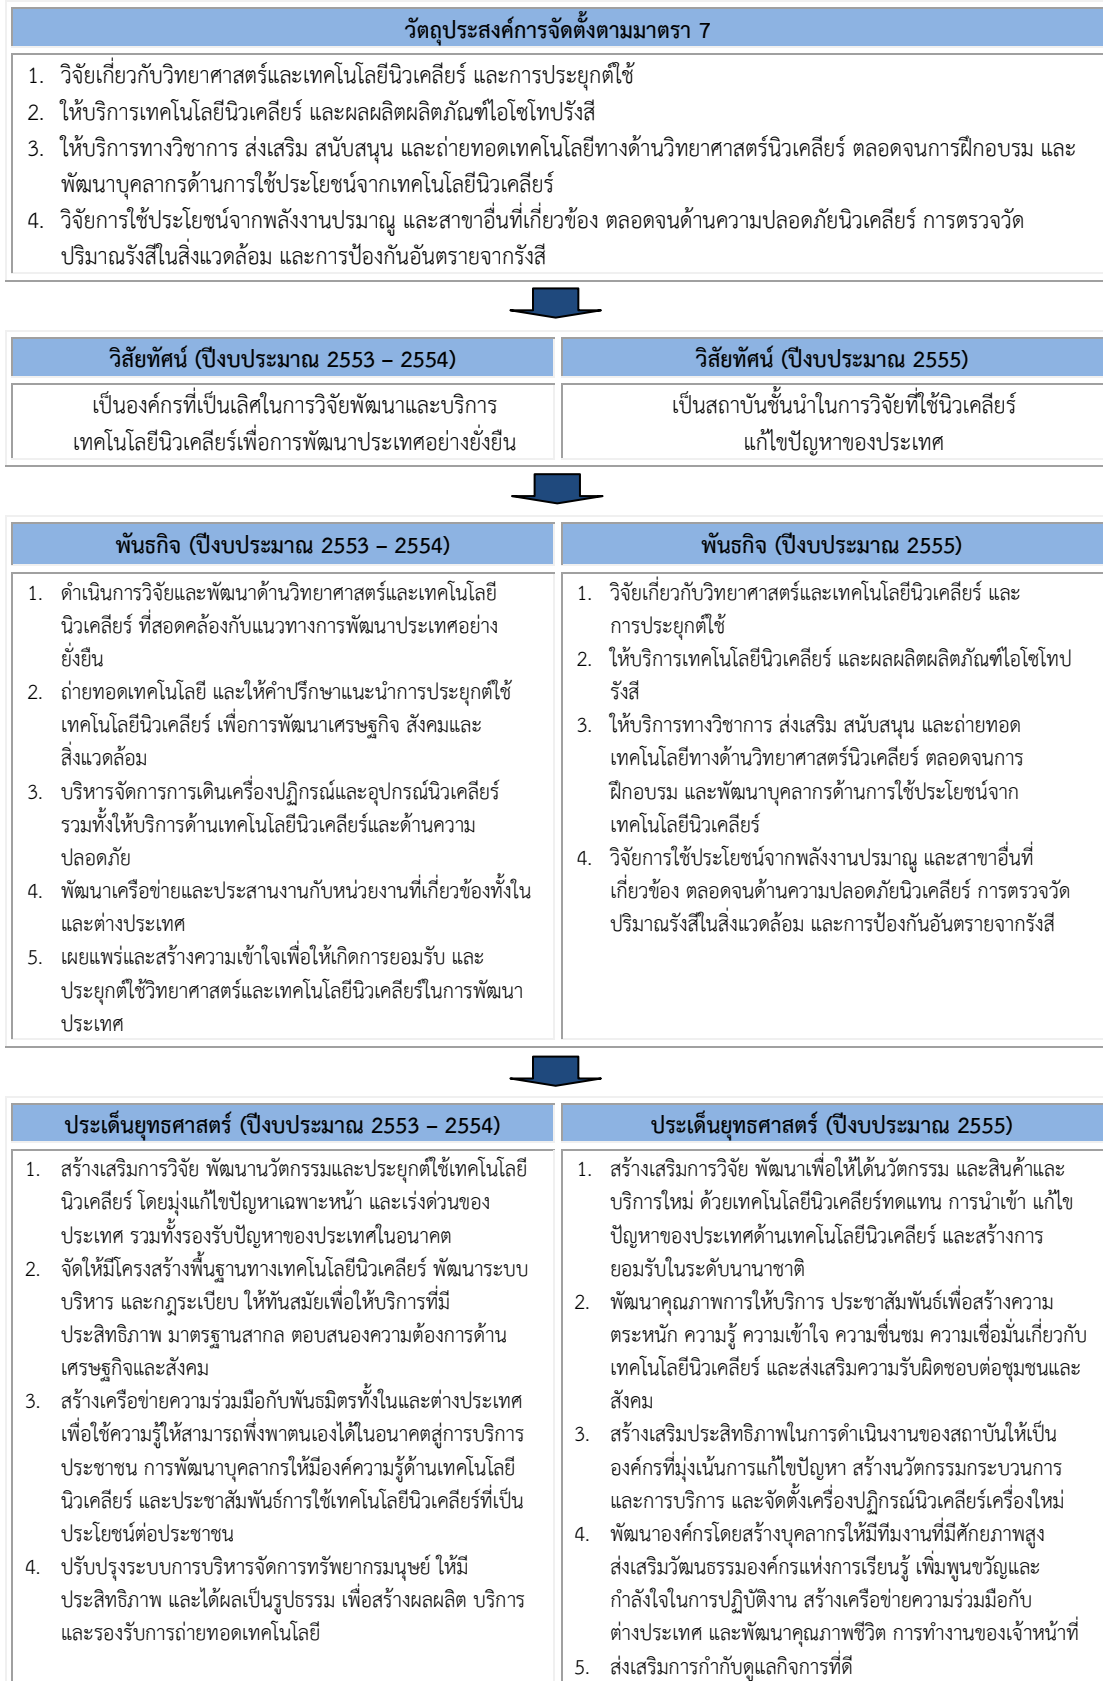 วัตถุประสงค์การจัดตั้งตามมาตรา 7
1. วิจัยเกี่ยวกับวิทยาศาสตร์และเทคโนโลยีนิวเคลียร์ และการประยุกต์ใช้
2. ให้บริการเทคโนโลยีนิวเคลียร์ และผลผลิตผลิตภัณฑ์ไอโซโทปรังสี
3. ให้บริการทางวิชาการ ส่งเสริม สนับสนุน และถ่ายทอดเทคโนโลยีทางด้านวิทยาศาสตร์นิวเคลียร์ ตลอดจนการฝึกอบรม และ
พัฒนาบุคลากรด้านการใช้ประโยชน์จากเทคโนโลยีนิวเคลียร์
4. วิจัยการใช้ประโยชน์จากพลังงานปรมาณู และสาขาอื่นที่เกี่ยวข้อง ตลอดจนด้านความปลอดภัยนิวเคลียร์ การตรวจวัด
ปริมาณรังสีในสิ่งแวดล้อม และการป้องกันอันตรายจากรังสี
วิสัยทัศน์ (ปีงบประมาณ 2553 – 2554)
เป็นองค์กรที่เป็นเลิศในการวิจัยพัฒนาและบริการ
เทคโนโลยีนิวเคลียร์เพื่อการพัฒนาประเทศอย่างยั่งยืน
วิสัยทัศน์ (ปีงบประมาณ 2555)
เป็นสถาบันชั้นนำในการวิจัยที่ใช้นิวเคลียร์
แก้ไขปัญหาของประเทศ
พันธกิจ (ปีงบประมาณ 2553 – 2554)
1. ดำเนินการวิจัยและพัฒนาด้านวิทยาศาสตร์และเทคโนโลยี
นิวเคลียร์ ที่สอดคล้องกับแนวทางการพัฒนาประเทศอย่าง
ยั่งยืน
2. ถ่ายทอดเทคโนโลยี และให้คำปรึกษาแนะนำการประยุกต์ใช้
เทคโนโลยีนิวเคลียร์ เพื่อการพัฒนาเศรษฐกิจ สังคมและ
สิ่งแวดล้อม
3. บริหารจัดการการเดินเครื่องปฏิกรณ์และอุปกรณ์นิวเคลียร์
รวมทั้งให้บริการด้านเทคโนโลยีนิวเคลียร์และด้านความ
ปลอดภัย
4. พัฒนาเครือข่ายและประสานงานกับหน่วยงานที่เกี่ยวข้องทั้งใน
และต่างประเทศ
5. เผยแพร่และสร้างความเข้าใจเพื่อให้เกิดการยอมรับ และ
ประยุกต์ใช้วิทยาศาสตร์และเทคโนโลยีนิวเคลียร์ในการพัฒนา
ประเทศ
พันธกิจ (ปีงบประมาณ 2555)
1. วิจัยเกี่ยวกับวิทยาศาสตร์และเทคโนโลยีนิวเคลียร์ และ
การประยุกต์ใช้
2. ให้บริการเทคโนโลยีนิวเคลียร์ และผลผลิตผลิตภัณฑ์ไอโซโทป
รังสี
3. ให้บริการทางวิชาการ ส่งเสริม สนับสนุน และถ่ายทอด
เทคโนโลยีทางด้านวิทยาศาสตร์นิวเคลียร์ ตลอดจนการ
ฝึกอบรม และพัฒนาบุคลากรด้านการใช้ประโยชน์จาก
เทคโนโลยีนิวเคลียร์
4. วิจัยการใช้ประโยชน์จากพลังงานปรมาณู และสาขาอื่นที่
เกี่ยวข้อง ตลอดจนด้านความปลอดภัยนิวเคลียร์ การตรวจวัด
ปริมาณรังสีในสิ่งแวดล้อม และการป้องกันอันตรายจากรังสี
ประเด็นยุทธศาสตร์ (ปีงบประมาณ 2553 – 2554)
1. สร้างเสริมการวิจัย พัฒนานวัตกรรมและประยุกต์ใช้เทคโนโลยี
นิวเคลียร์ โดยมุ่งแก้ไขปัญหาเฉพาะหน้า และเร่งด่วนของ
ประเทศ รวมทั้งรองรับปัญหาของประเทศในอนาคต
2. จัดให้มีโครงสร้างพื้นฐานทางเทคโนโลยีนิวเคลียร์ พัฒนาระบบ
บริหาร และกฎระเบียบ ให้ทันสมัยเพื่อให้บริการที่มี
ประสิทธิภาพ มาตรฐานสากล ตอบสนองความต้องการด้าน
เศรษฐกิจและสังคม
3. สร้างเครือข่ายความร่วมมือกับพันธมิตรทั้งในและต่างประเทศ
เพื่อใช้ความรู้ให้สามารถพึ่งพาตนเองได้ในอนาคตสู่การบริการ
ประชาชน การพัฒนาบุคลากรให้มีองค์ความรู้ด้านเทคโนโลยี
นิวเคลียร์ และประชาสัมพันธ์การใช้เทคโนโลยีนิวเคลียร์ที่เป็น
ประโยชน์ต่อประชาชน
4. ปรับปรุงระบบการบริหารจัดการทรัพยากรมนุษย์ ให้มี
ประสิทธิภาพ และได้ผลเป็นรูปธรรม เพื่อสร้างผลผลิต บริการ
และรองรับการถ่ายทอดเทคโนโลยี
ประเด็นยุทธศาสตร์ (ปีงบประมาณ 2555)
1. สร้างเสริมการวิจัย พัฒนาเพื่อให้ได้นวัตกรรม และสินค้าและ
บริการใหม่ ด้วยเทคโนโลยีนิวเคลียร์ทดแทน การนำเข้า แก้ไข
ปัญหาของประเทศด้านเทคโนโลยีนิวเคลียร์ และสร้างการ
ยอมรับในระดับนานาชาติ
2. พัฒนาคุณภาพการให้บริการ ประชาสัมพันธ์เพื่อสร้างความ
ตระหนัก ความรู้ ความเข้าใจ ความชื่นชม ความเชื่อมั่นเกี่ยวกับ
เทคโนโลยีนิวเคลียร์ และส่งเสริมความรับผิดชอบต่อชุมชนและ
สังคม
3. สร้างเสริมประสิทธิภาพในการดำเนินงานของสถาบันให้เป็น
องค์กรที่มุ่งเน้นการแก้ไขปัญหา สร้างนวัตกรรมกระบวนการ
และการบริการ และจัดตั้งเครื่องปฏิกรณ์นิวเคลียร์เครื่องใหม่
4. พัฒนาองค์กรโดยสร้างบุคลากรให้มีทีมงานที่มีศักยภาพสูง
ส่งเสริมวัฒนธรรมองค์กรแห่งการเรียนรู้ เพิ่มพูนขวัญและ
กำลังใจในการปฏิบัติงาน สร้างเครือข่ายความร่วมมือกับ
ต่างประเทศ และพัฒนาคุณภาพชีวิต การทำงานของเจ้าหน้าที่
5. ส่งเสริมการกำกับดูแลกิจการที่ดี